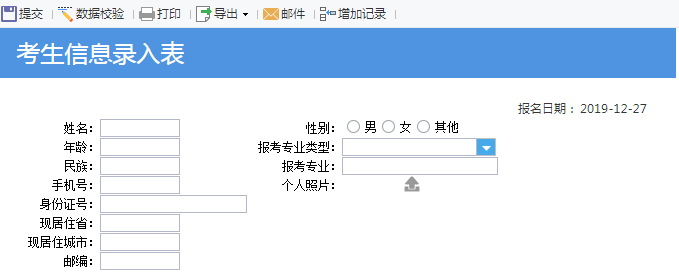 提交 数据校验 打印 导出 邮件 增加记录
考生信息录入表
报名日期： 2019-12-27
姓名： 性别： 男 女 其他
年龄： 报考专业类型：
民族： 报考专业：
手机号： 个人照片：
身份证号：
现居住省：
现居住城市：
邮编：